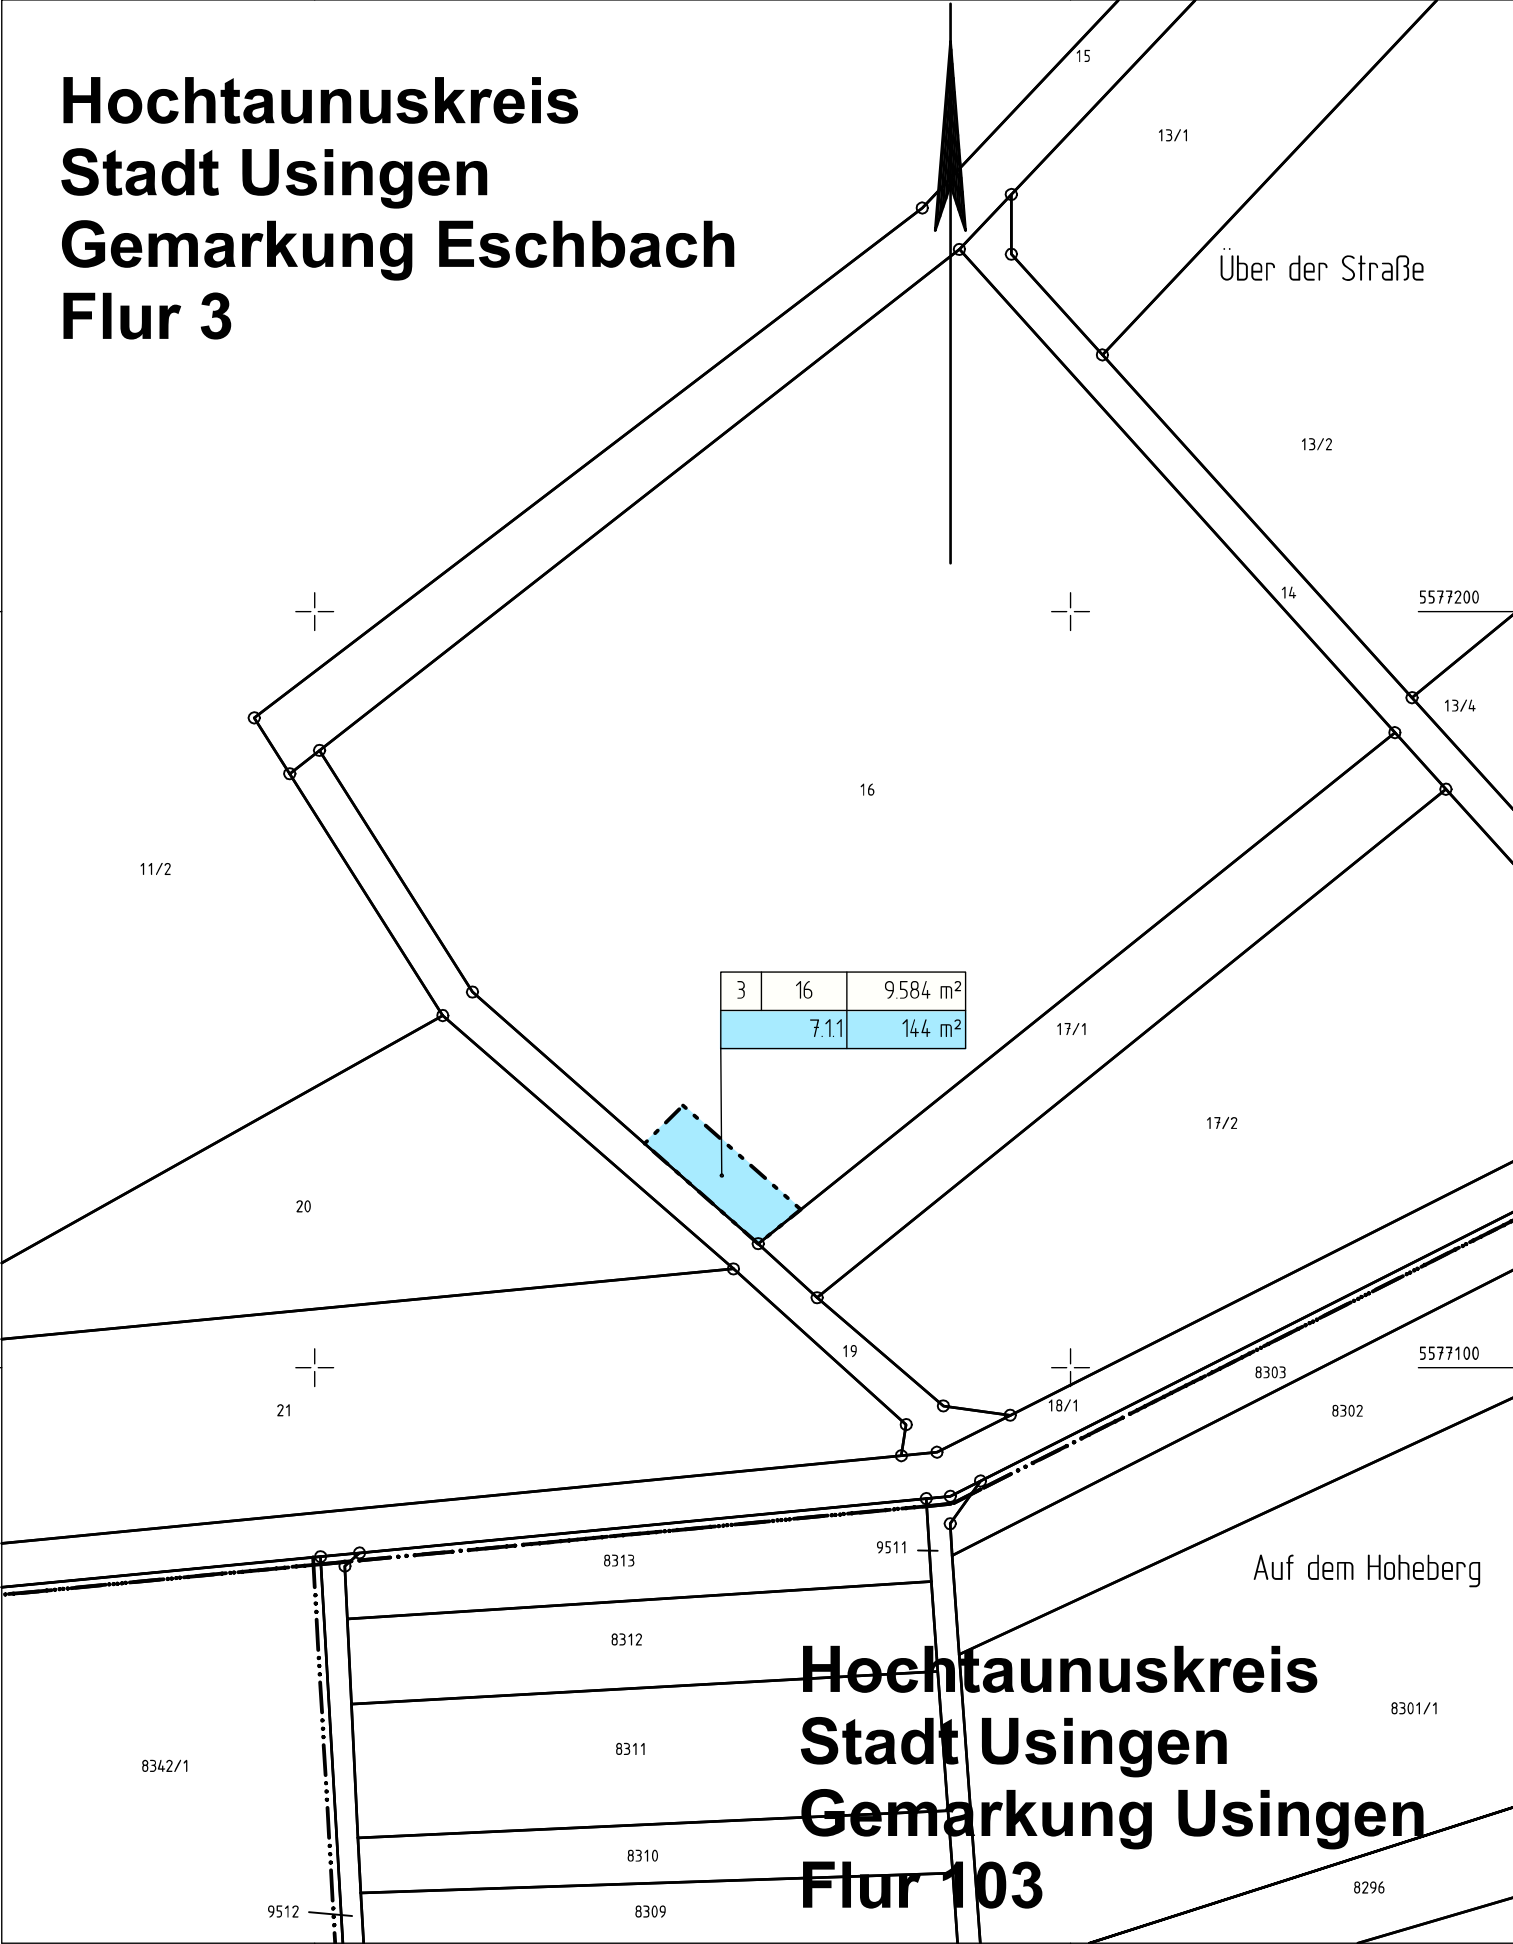 15
Hochtaunuskreis
Stadt Usingen
Gemarkung Eschbach
Flur 3
13/1
Über der Straße
13/2
14
5577200
13/4
16
11/2
3 16 9.584 m²
7.1.1 144 m²
17/1
17/2
20
19
5577100
8303
18/1
21
8302
9511
8313
Auf dem Hoheberg
8312
Hochtaunuskreis
Stadt Usingen
Gemarkung Usingen
Flur 103
8301/1
8311
8342/1
8310
8296
9512
8309